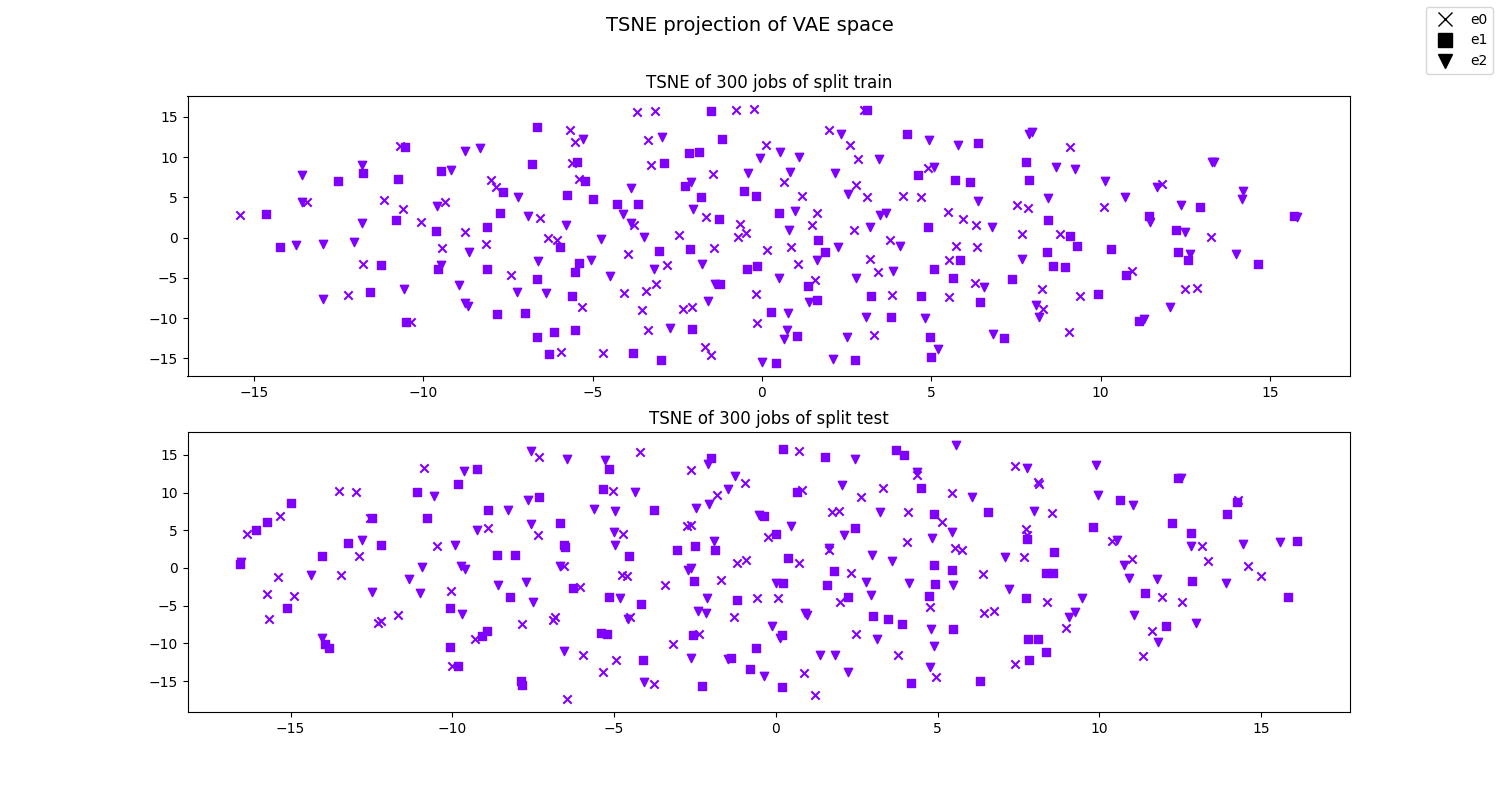 TSNE projection of VAE space
e0
e1
e2
TSNE of 300 jobs of split train
15
10
5
0
−5
−10
−15
−15 −10 −5 0 5 10 15
TSNE of 300 jobs of split test
15
10
5
0
−5
−10
−15
−15 −10 −5 0 5 10 15